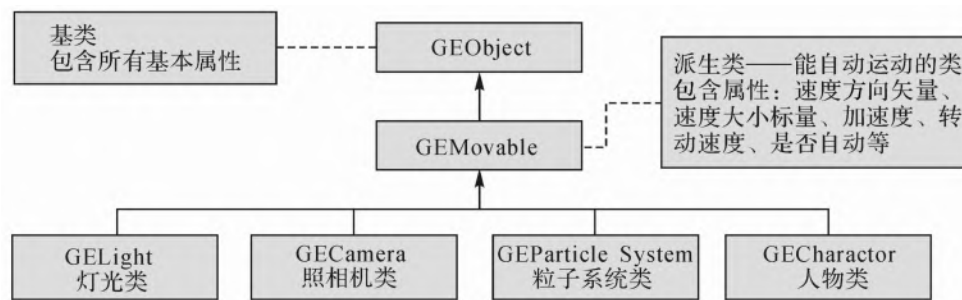 基类
包含所有基本属性
GEObject
派生类——能自动运动的类
包含属性：速度方向矢量、
速度大小标量、加速度、转
动速度、是否自动等
GEMovable
GELight
灯光类
GECamera
照相机类
GEParticle System
粒子系统类
GECharactor
人物类